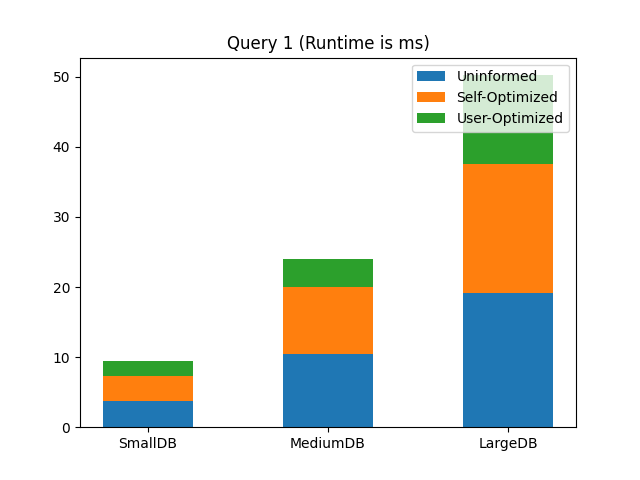 Query 1 (Runtime is ms)
Uninformed
Self-Optimized
User-Optimized
50
40
30
20
10
0
SmallDB
MediumDB
LargeDB